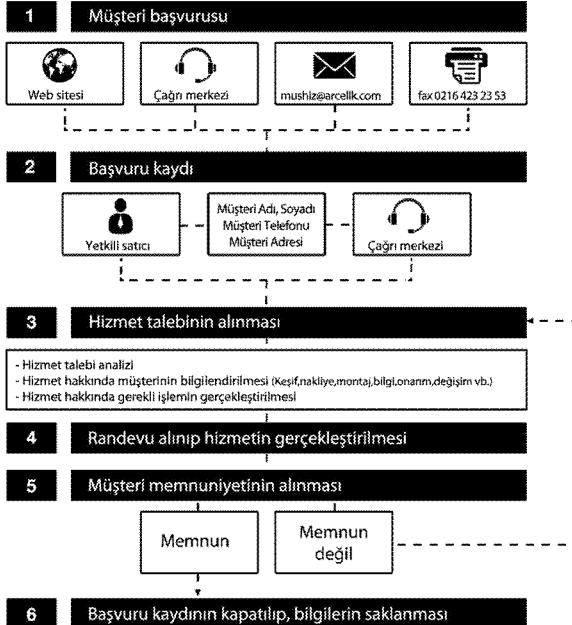 1 Müşteri başvurusu
Web sitesi
Çağrı merkezi
mushiz@arcelik.com
fax 0216 423 23 53
2 Başvuru kaydı
Yetkili satıcı
Müşteri Adı, Soyadı
Müşteri Telefonu
Müşteri Adresi
Çağrı merkezi
3 Hizmet talebinin alınması
- Hizmet talebi analizi
- Hizmet hakkında müşterinin bilgilendirilmesi (Keşif,nakliye,montaj,bilgi,onarım,değişim vb.)
- Hizmet hakkında gerekli işlemin gerçekleştirilmesi
4 Randevu alınıp hizmetin gerçekleştirilmesi
5 Müşteri memnuniyetinin alınması
Memnun
Memnun
değil
6 Başvuru kaydının kapatılıp, bilgilerin saklanması